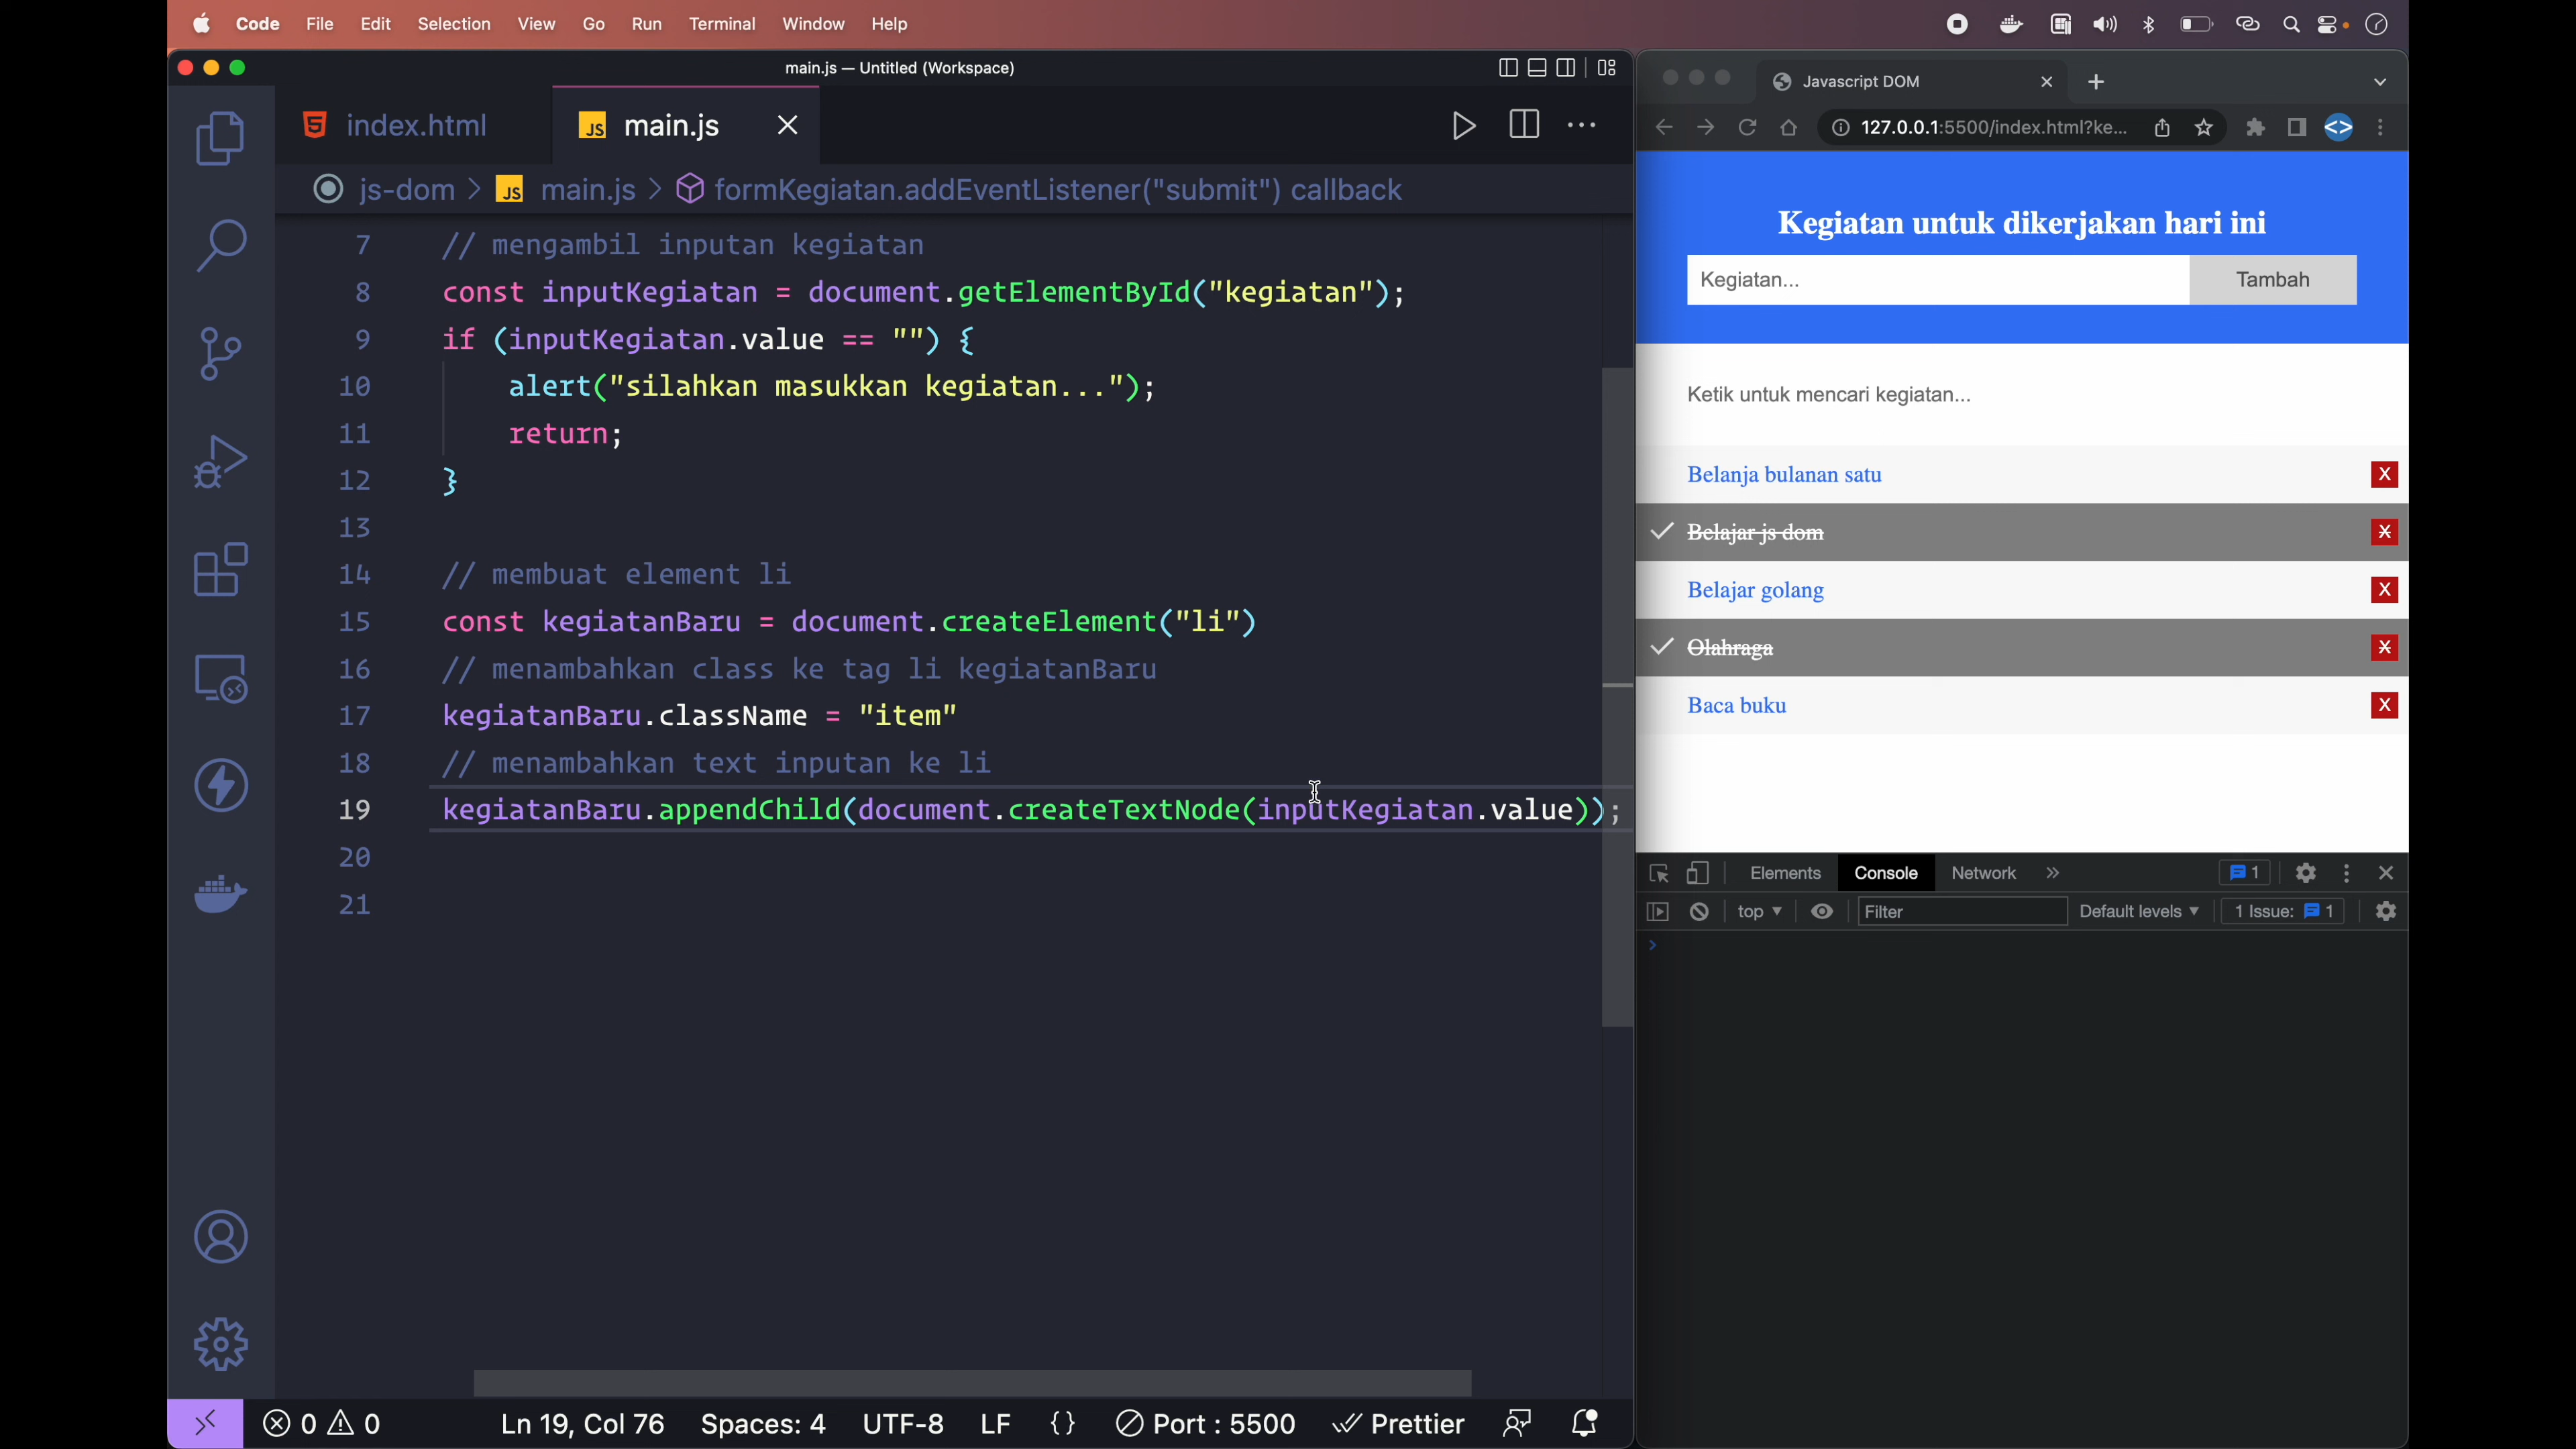 Code File Edit Selection View Go Run Terminal Window Help
main.js — Untitled (Workspace)
index.html
JS main.js
js-dom > JS main.js > formKegiatan.addEventListener("submit") callback
7 // mengambil inputan kegiatan
8 const inputKegiatan = document.getElementById("kegiatan");
9 if (inputKegiatan.value == "") {
10 alert("silahkan masukkan kegiatan...");
11 return;
12 }
13
14 // membuat element li
15 const kegiatanBaru = document.createElement("li")
16 // menambahkan class ke tag li kegiatanBaru
17 kegiatanBaru.className = "item"
18 // menambahkan text inputan ke li
19 kegiatanBaru.appendChild(document.createTextNode(inputKegiatan.value));
20
21
0 0 Ln 19, Col 76 Spaces: 4 UTF-8 LF {} Port : 5500 Prettier
Javascript DOM
127.0.0.1:5500/index.html?ke...
Kegiatan untuk dikerjakan hari ini
Kegiatan... Tambah
Ketik untuk mencari kegiatan...
Belanja bulanan satu X
Belajar js dom X
Belajar golang X
Olahraga X
Baca buku X
Elements Console Network » 1
top Filter Default levels 1 Issue: 1